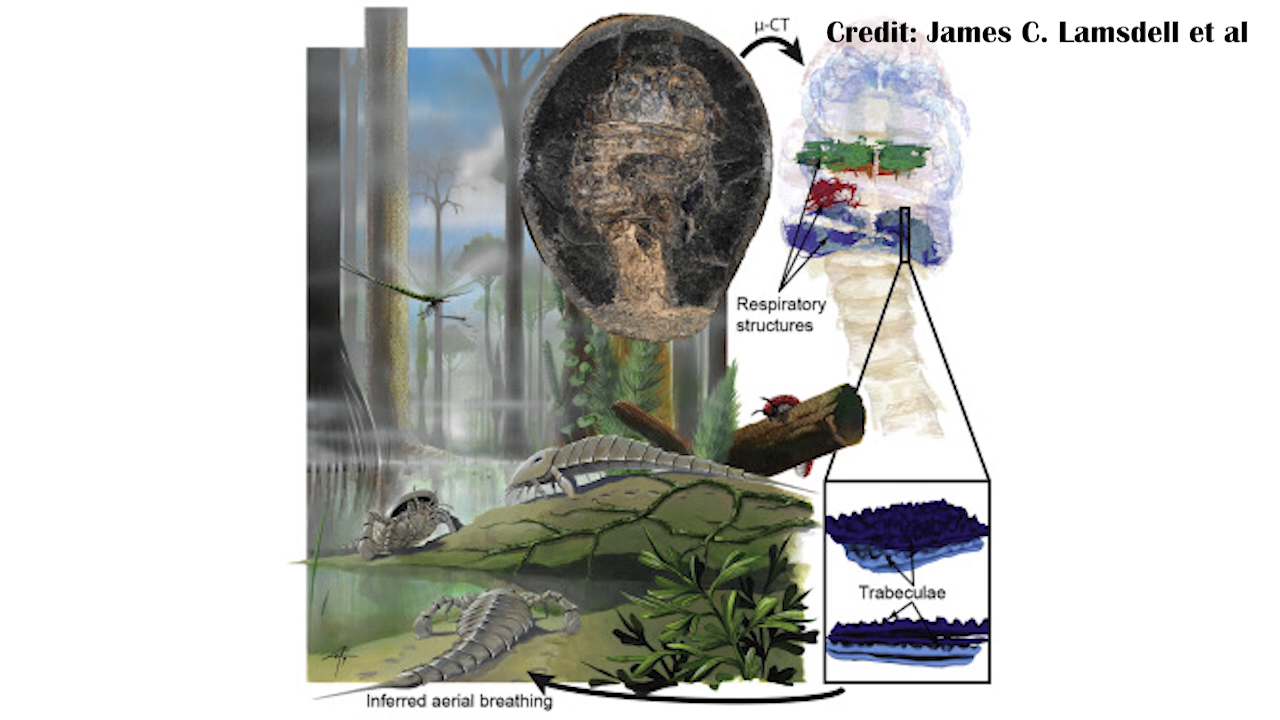 µ-CT
Credit: James C. Lamsdell et al
Respiratory
structures
Trabeculae
Inferred aerial breathing